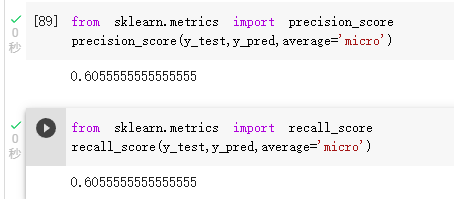 [89] from sklearn.metrics import precision_score
0 precision_score(y_test,y_pred,average='micro')
秒
0.6055555555555555
from sklearn.metrics import recall_score
0 recall_score(y_test,y_pred,average='micro')
秒
0.6055555555555555